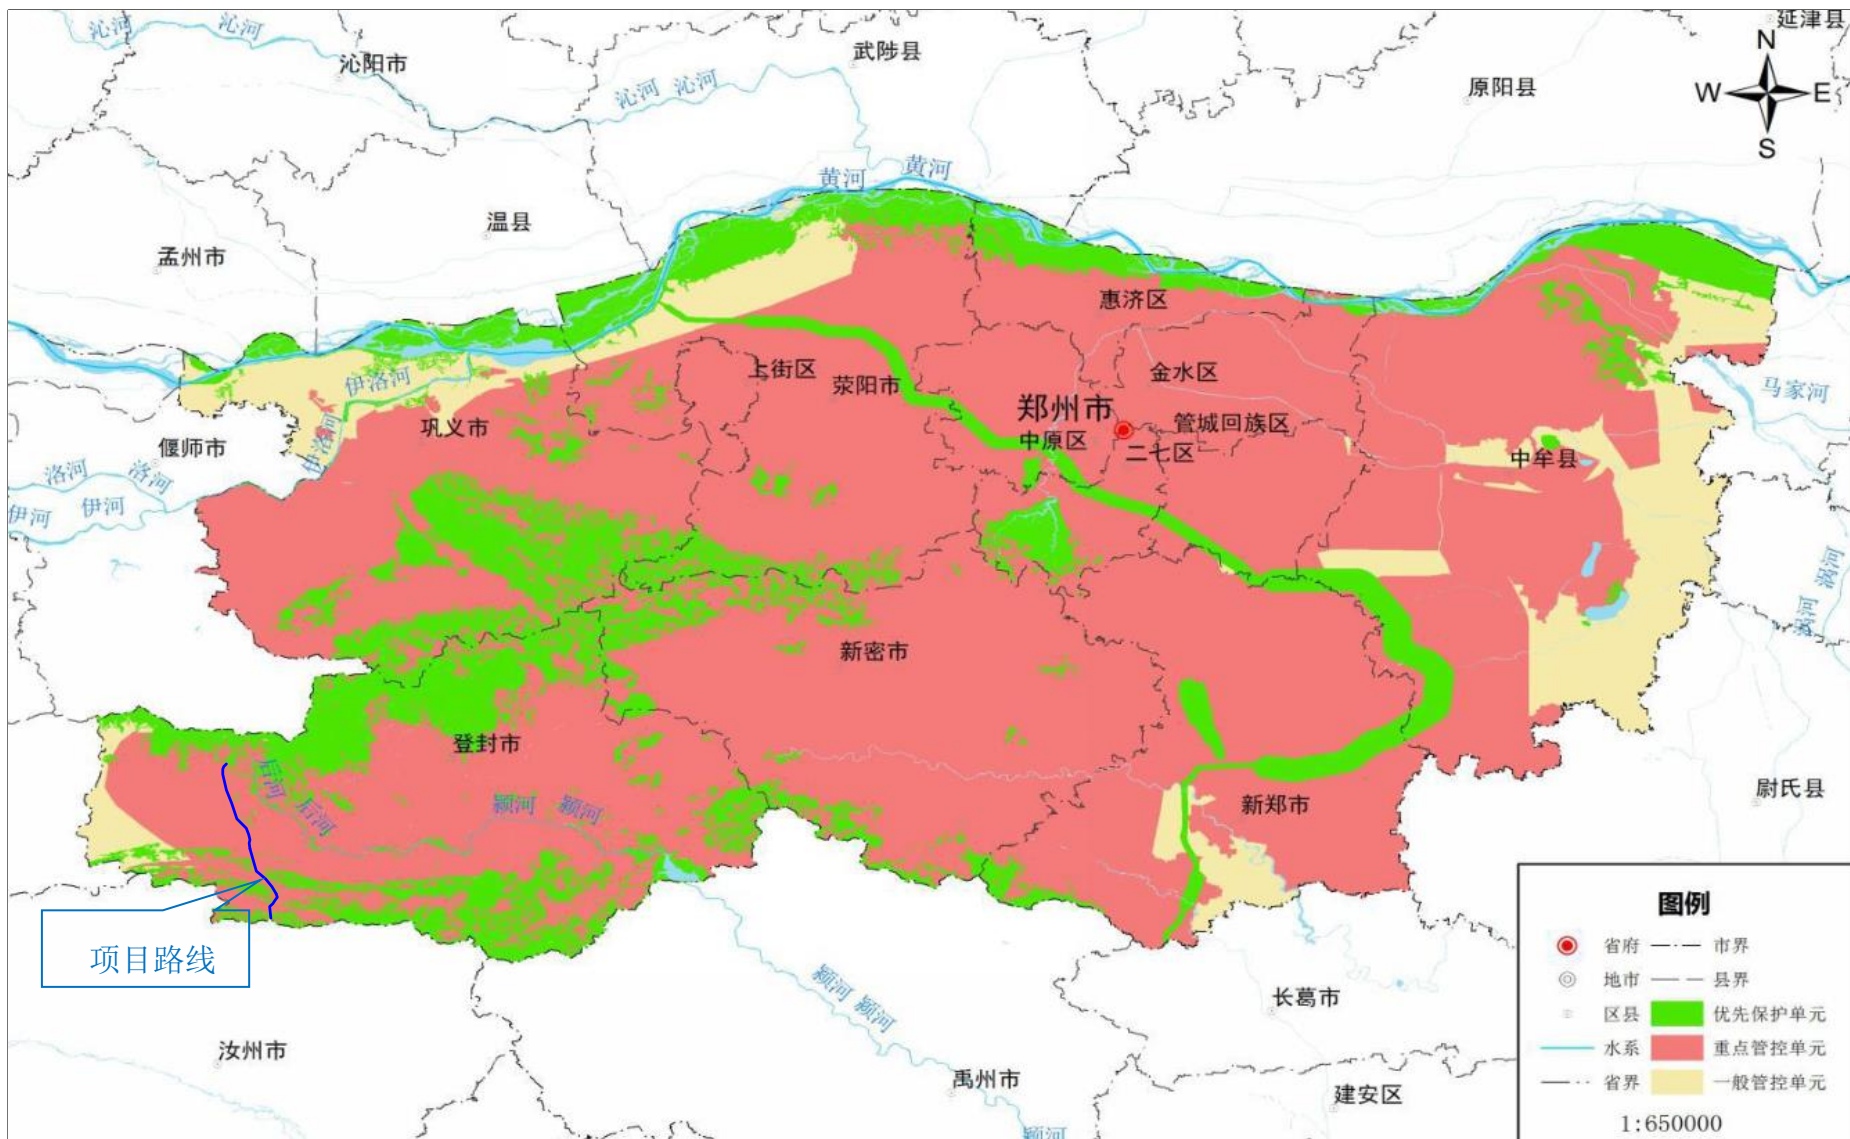 延津县
沁河
沁河
沁阳市
武陟县
N
沁河 沁河
原阳县
W
E
S
黄河
黄河
温县
孟州市
惠济区
上街区
荥阳市
金水区
伊洛河
马家河
郑州市
管城回族区
巩义市
中原区
二七区
偃师市
伊洛河
中牟县
洛河
洛河
伊河
伊河
涡河
涡河
新密市
登封市
后河
后河
颍河
颍河
新郑市
尉氏县
项目路线
颍河
颍河
长葛市
汝州市
禹州市
建安区
颍河
图例
省府
市界
地市
县界
区县
优先保护单元
水系
重点管控单元
省界
一般管控单元
1:650000